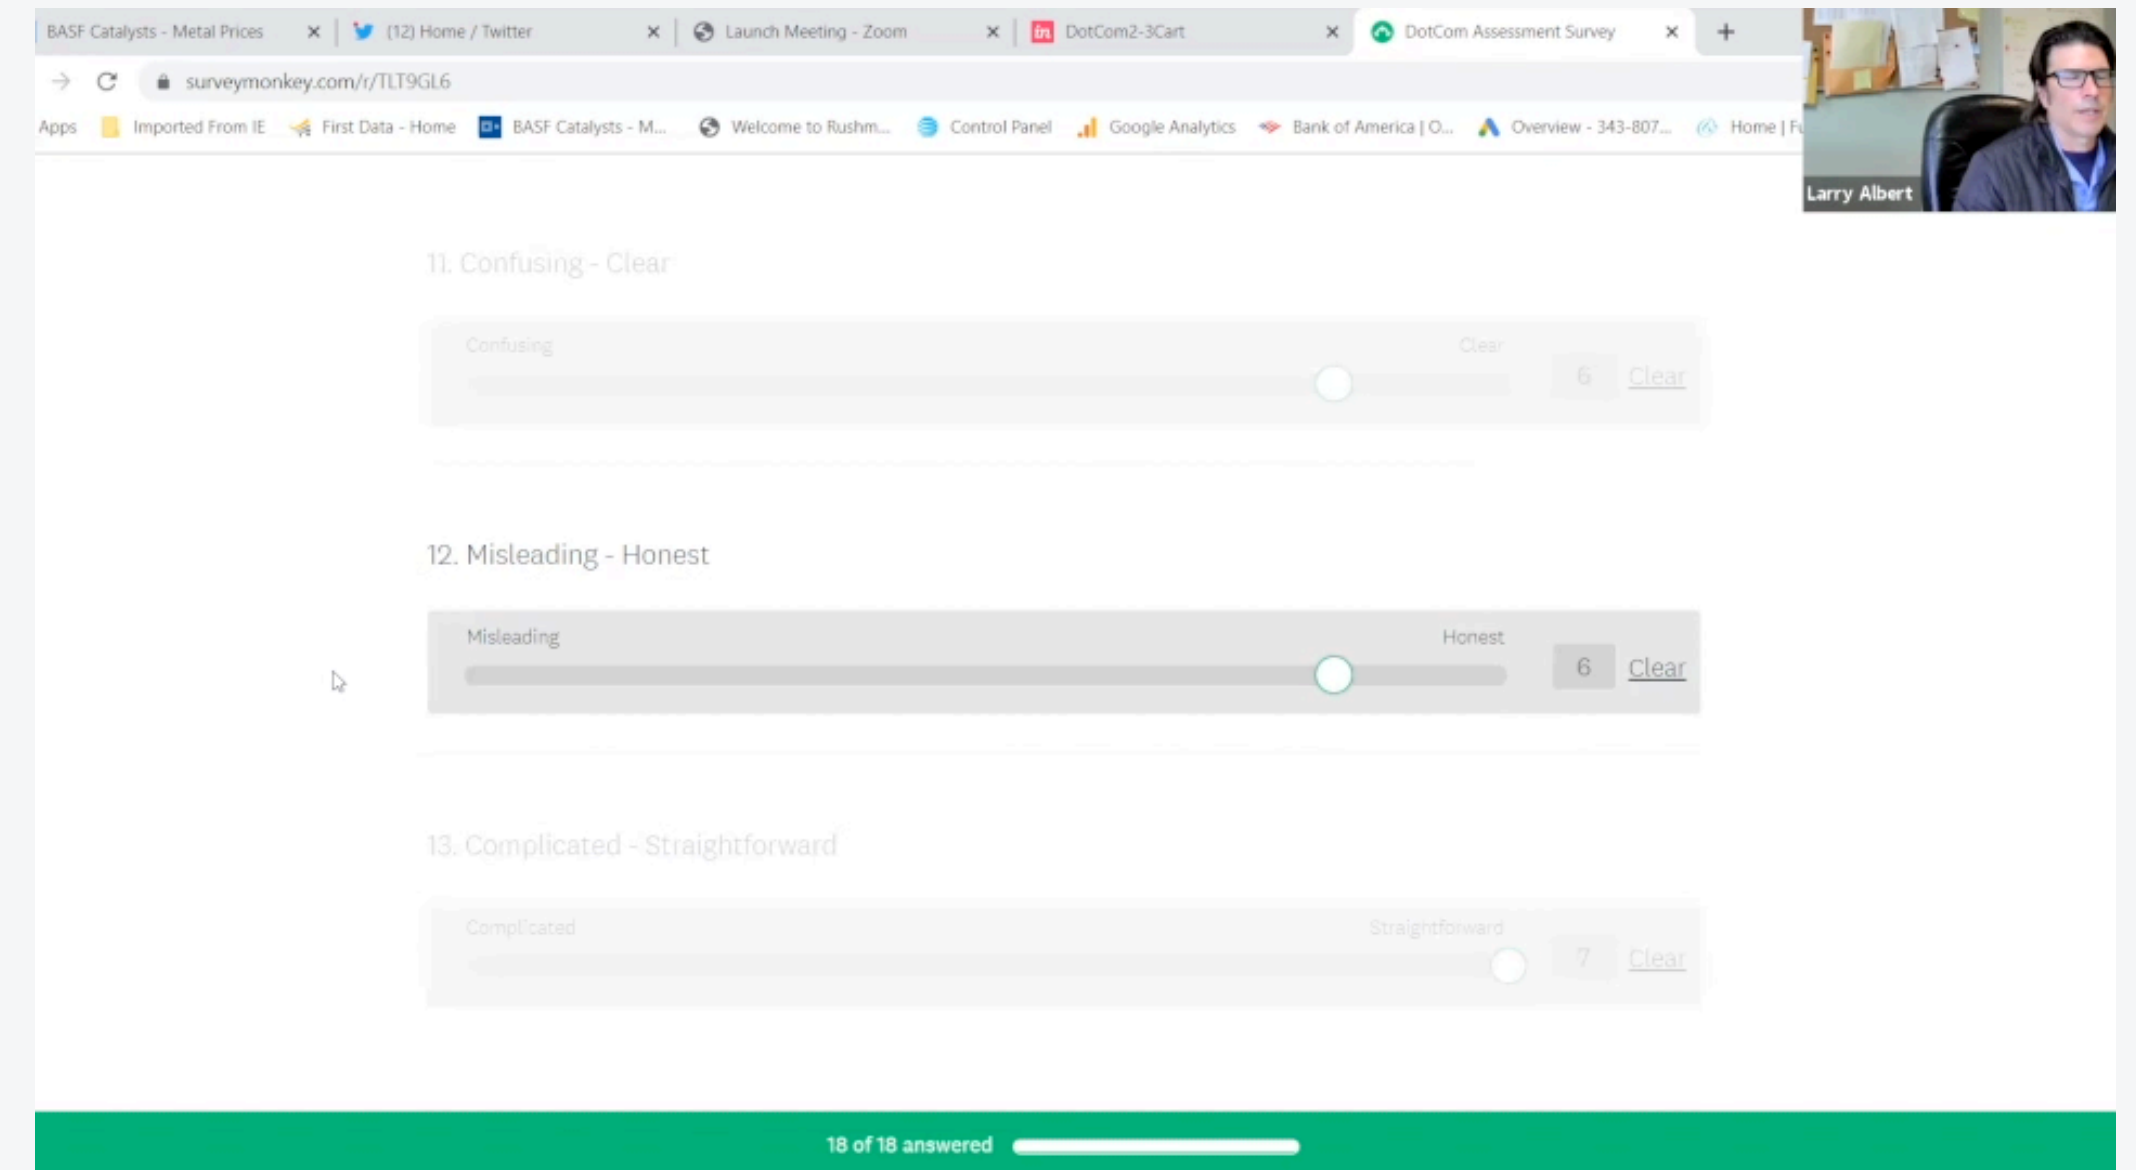 BASF Catalysts - Metal Prices
(12) Home / Twitter
Launch Meeting - Zoom
in DotCom2-3Cart
DotCom Assessment Survey
surveymonkey.com/r/TLT9GL6
Apps Imported From IE First Data - Home BASF Catalysts - M... Welcome to Rushm... Control Panel Google Analytics Bank of America | O... Overview - 343-807... Home | Fu
Larry Albert
11. Confusing - Clear
Confusing Clear
6 Clear
12. Misleading - Honest
Misleading Honest
6 Clear
13. Complicated - Straightforward
Complicated Straightforward
7 Clear
18 of 18 answered